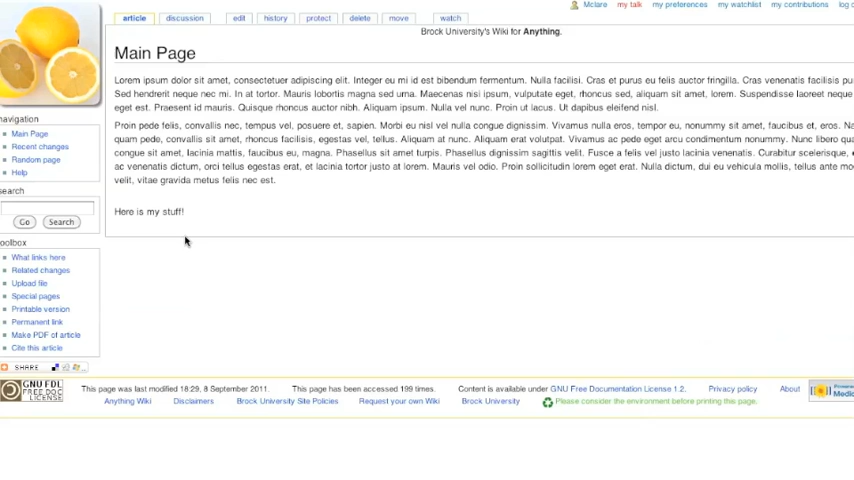 Mclare my talk my preferences my watchlist my contributions log
article discussion edit history protect delete move watch
Brock University's Wiki for Anything.
Main Page
Lorem ipsum dolor sit amet, consectetuer adipiscing elit. Integer eu mi id est bibendum fermentum. Nulla facilisi. Cras et purus eu felis auctor fringilla. Cras venenatis facilisis pu
Sed hendrerit neque nec mi. In at tortor. Mauris lobortis magna sed urna. Maecenas nisi ipsum, vulputate eget, rhoncus sed, aliquam sit amet, lorem. Suspendisse laoreet neque
eget est. Praesent id mauris. Quisque rhoncus auctor nibh. Aliquam ipsum. Nulla vel nunc. Proin ut lacus. Ut dapibus eleifend nisl.
Proin pede felis, convallis nec, tempus vel, posuere et, sapien. Morbi eu nisl vel nulla congue dignissim. Vivamus nulla eros, tempor eu, nonummy sit amet, faucibus et, eros. Na
quam pede, convallis sit amet, rhoncus facilisis, egestas vel, tellus. Aliquam at nunc. Aliquam erat volutpat. Vivamus ac pede eget arcu condimentum nonummy. Nunc libero qua
congue sit amet, lacinia mattis, faucibus eu, magna. Phasellus sit amet turpis. Phasellus dignissim sagittis velit. Fusce a felis vel justo lacinia venenatis. Curabitur scelerisque,
ac venenatis dictum, orci tellus egestas erat, et lacinia tortor justo ut lorem. Mauris vel odio. Proin sollicitudin lorem eget erat. Nulla dictum, dui eu vehicula mollis, tellus ante mo
velit, vitae gravida metus felis nec est.
Here is my stuff!
navigation
Main Page
Recent changes
Random page
Help
search
Go Search
oolbox
What links here
Related changes
Upload file
Special pages
Printable version
Permanent link
Make PDF of article
Cite this article
SHARE
GNU FDL
FREE DOC
LICENSE
This page was last modified 18:29, 8 September 2011. This page has been accessed 199 times. Content is available under GNU Free Documentation License 1.2. Privacy policy About
Anything Wiki Disclaimers Brock University Site Policies Request your own Wiki Brock University Please consider the environment before printing this page.
Powere
Medi